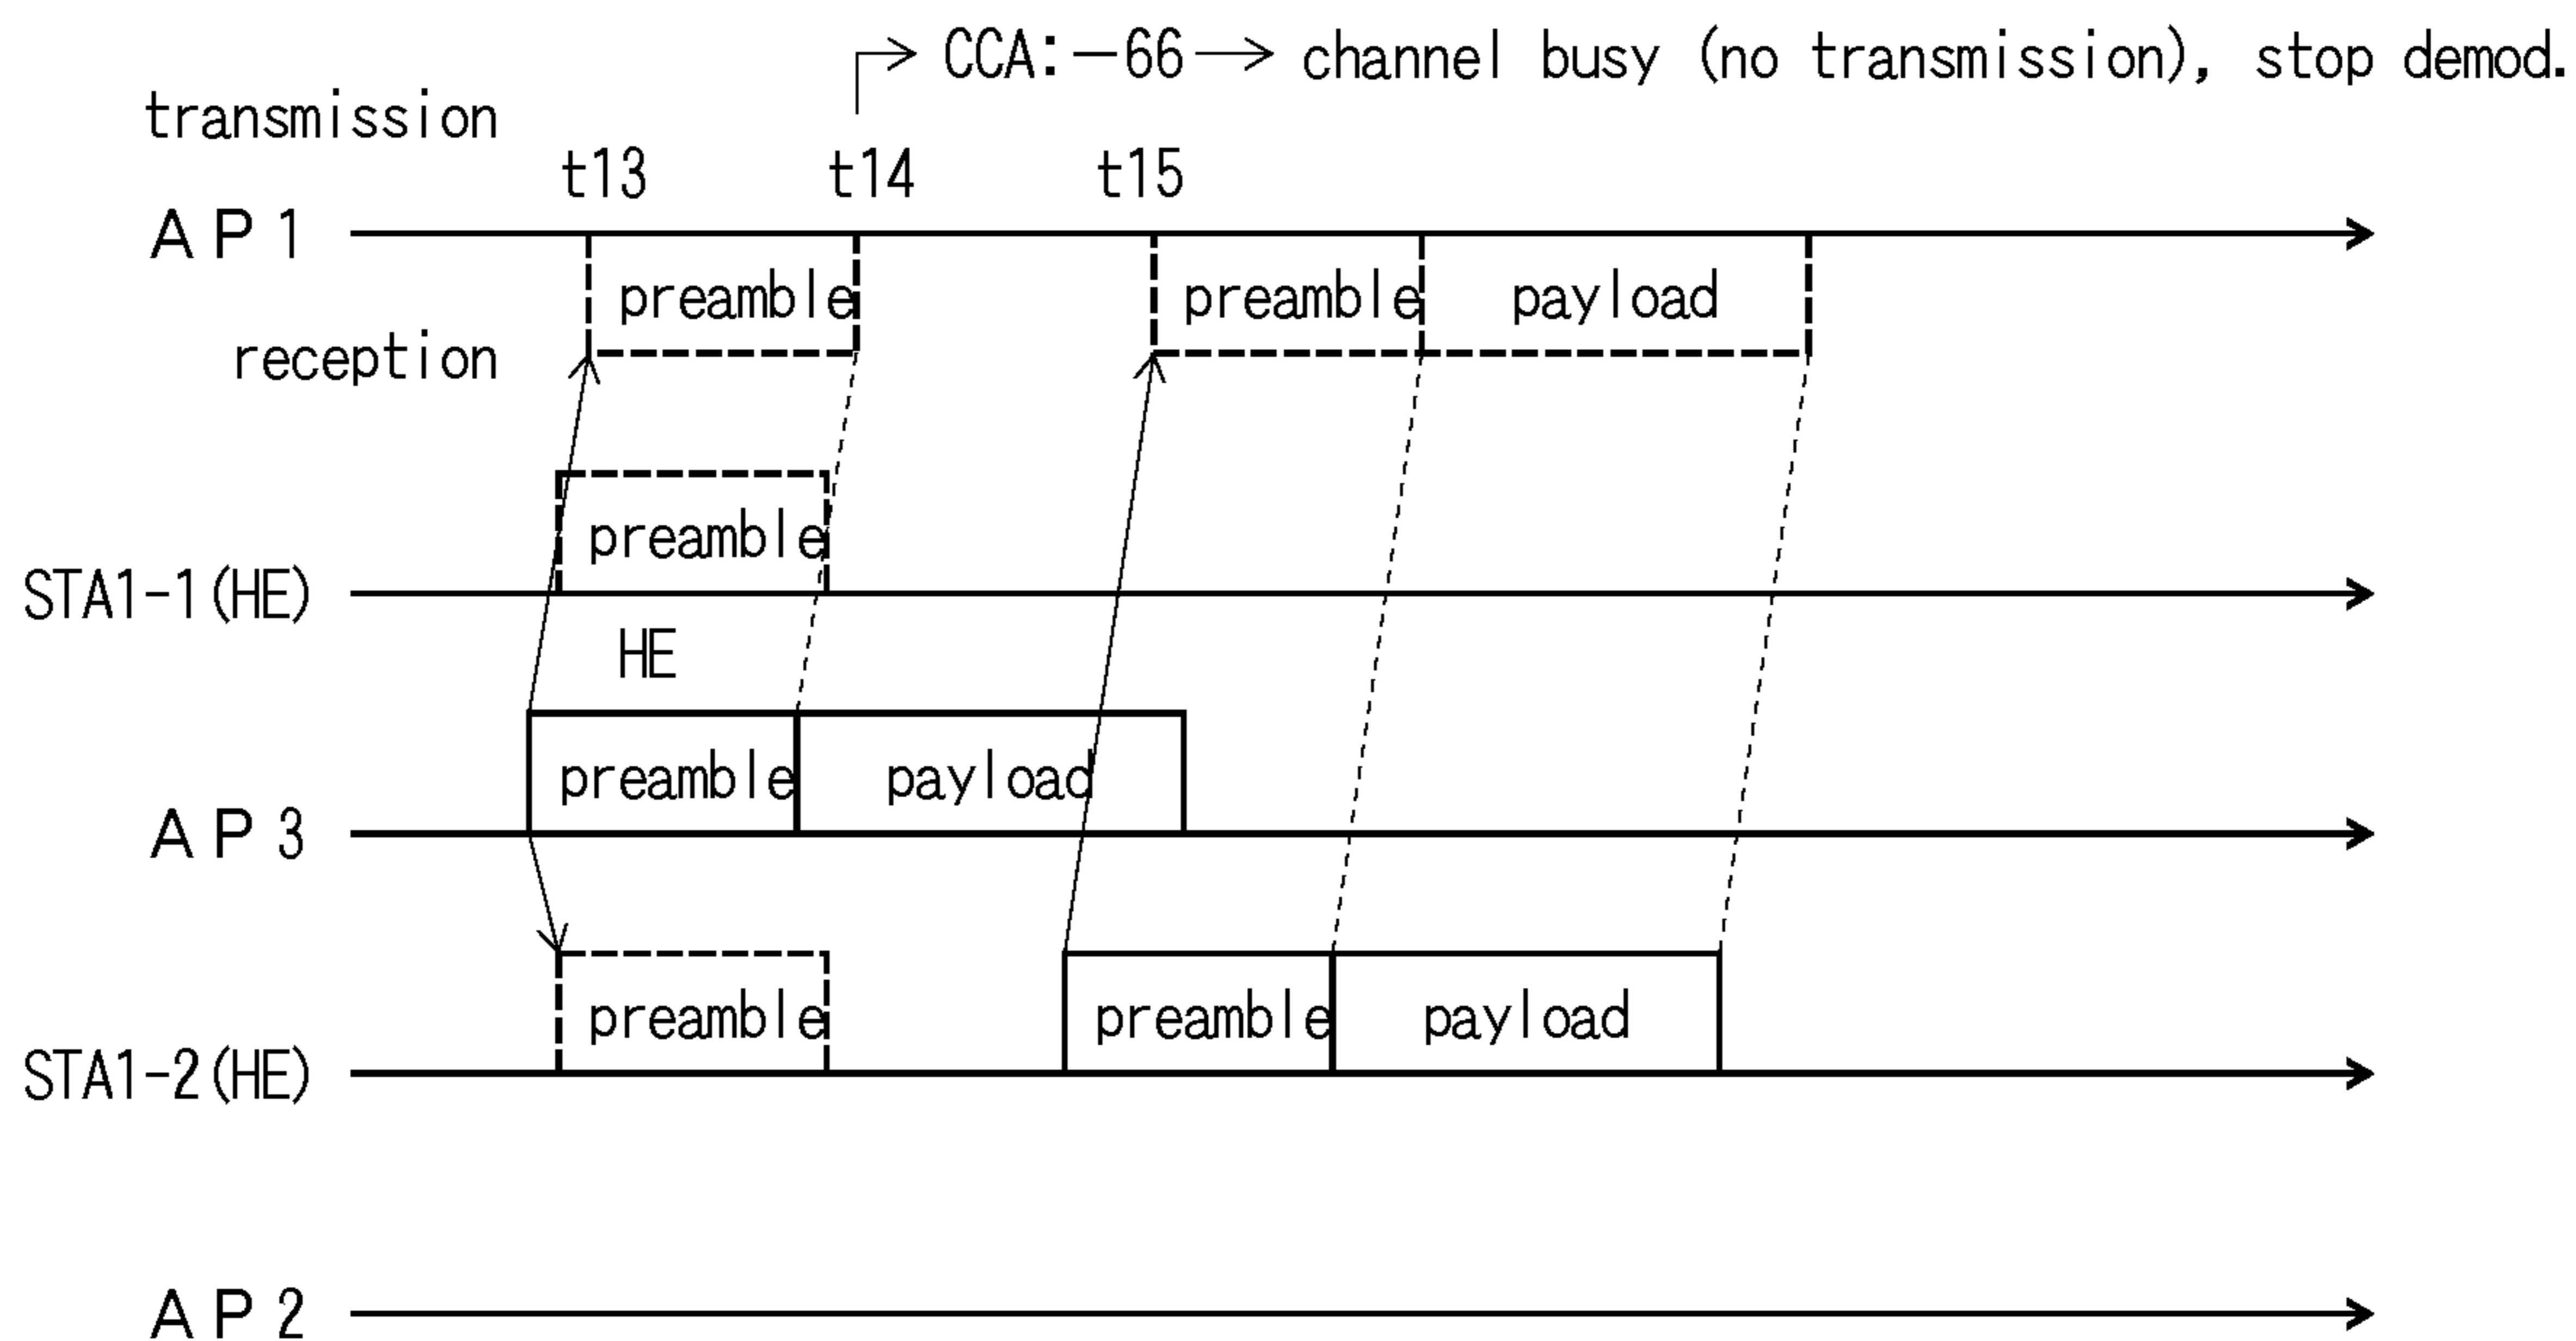 CCA:−66 channel busy (no transmission), stop demod.
transmission
t13 t14 t15
AP1
preamble preamble payload
reception
preamble
STA1-1(HE)
HE
preamble payload
AP3
preamble preamble payload
STA1-2(HE)
AP2